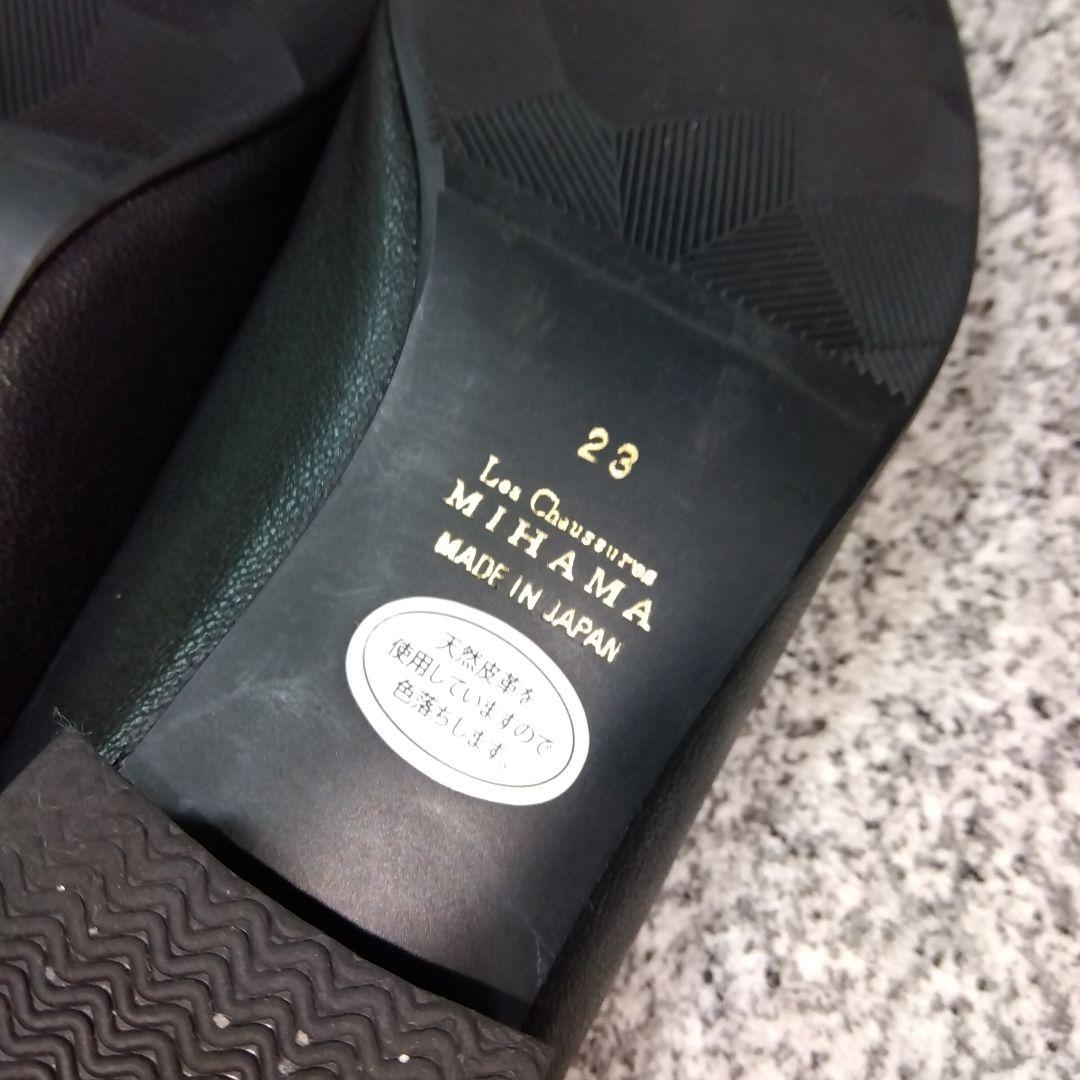 23
Les Chaussures
MIHAMA
MADE IN JAPAN
天然皮革を
使用していますので
色落ちします。